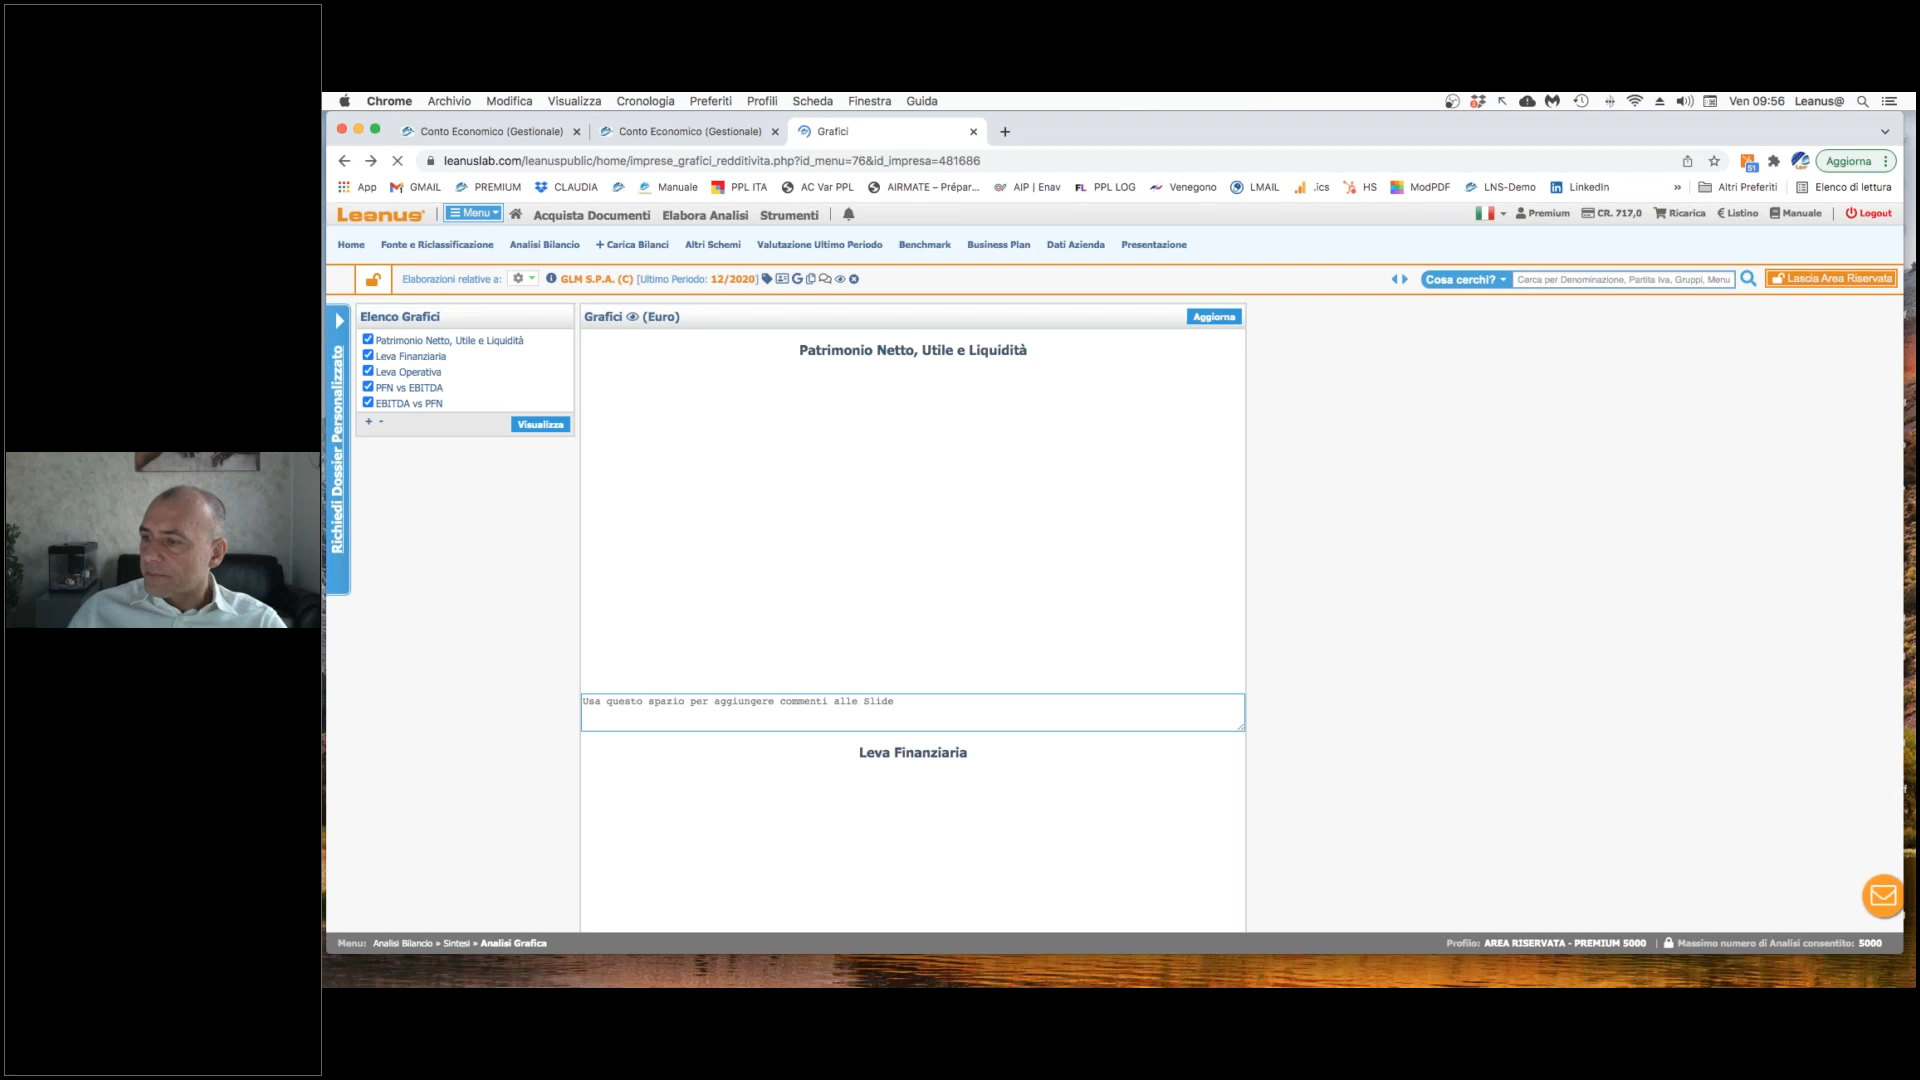 Chrome Archivio Modifica Visualizza Cronologia Preferiti Profili Scheda Finestra Guida Ven 09:56 Leanus@
Conto Economico (Gestionale) Conto Economico (Gestionale) Grafici
leanuslab.com/leanuspublic/home/imprese_grafici_redditivita.php?id_menu=76&id_impresa=481686 Aggiorna
App GMAIL PREMIUM CLAUDIA Manuale PPL ITA AC Var PPL AIRMATE – Prépar... AIP | Enav FL PPL LOG Venegono LMAIL .ics HS ModPDF LNS-Demo LinkedIn » Altri Preferiti Elenco di lettura
Leanus Menu Acquista Documenti Elabora Analisi Strumenti Premium CR. 717,0 Ricarica € Listino Manuale Logout
Home Fonte e Riclassificazione Analisi Bilancio + Carica Bilanci Altri Schemi Valutazione Ultimo Periodo Benchmark Business Plan Dati Azienda Presentazione
Elaborazioni relative a: GLM S.P.A. (C) [Ultimo Periodo: 12/2020] Cosa cerchi? Cerca per Denominazione, Partita Iva, Gruppi, Menu Lascia Area Riservata
Richiedi Dossier Personalizzato
Elenco Grafici
Patrimonio Netto, Utile e Liquidità
Leva Finanziaria
Leva Operativa
PFN vs EBITDA
EBITDA vs PFN
+ -
Visualizza
Grafici (Euro) Aggiorna
Patrimonio Netto, Utile e Liquidità
Usa questo spazio per aggiungere commenti alle Slide
Leva Finanziaria
Menu: Analisi Bilancio » Sintesi » Analisi Grafica Profilo: AREA RISERVATA - PREMIUM 5000 | Massimo numero di Analisi consentito: 5000